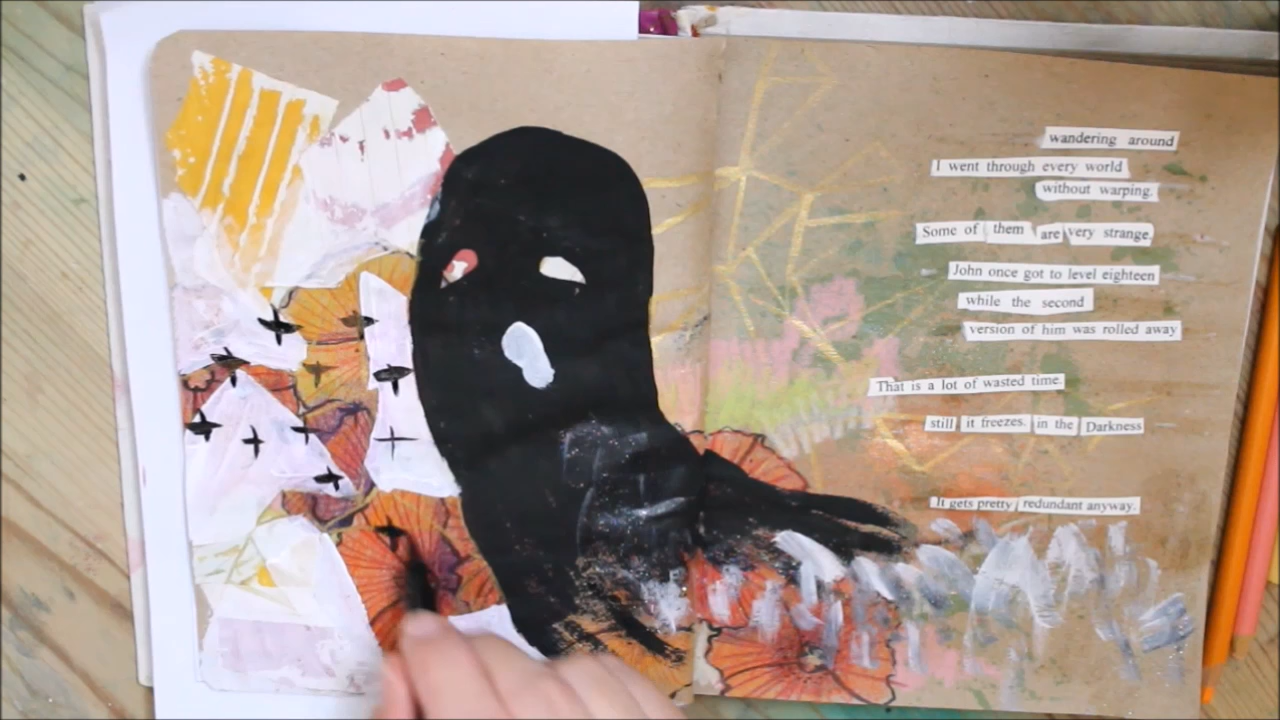 wandering around
I went through every world
without warping.
Some of them are very strange.
John once got to level eighteen
while the second
version of him was rolled away
That is a lot of wasted time.
still it freezes. in the Darkness
It gets pretty redundant anyway.